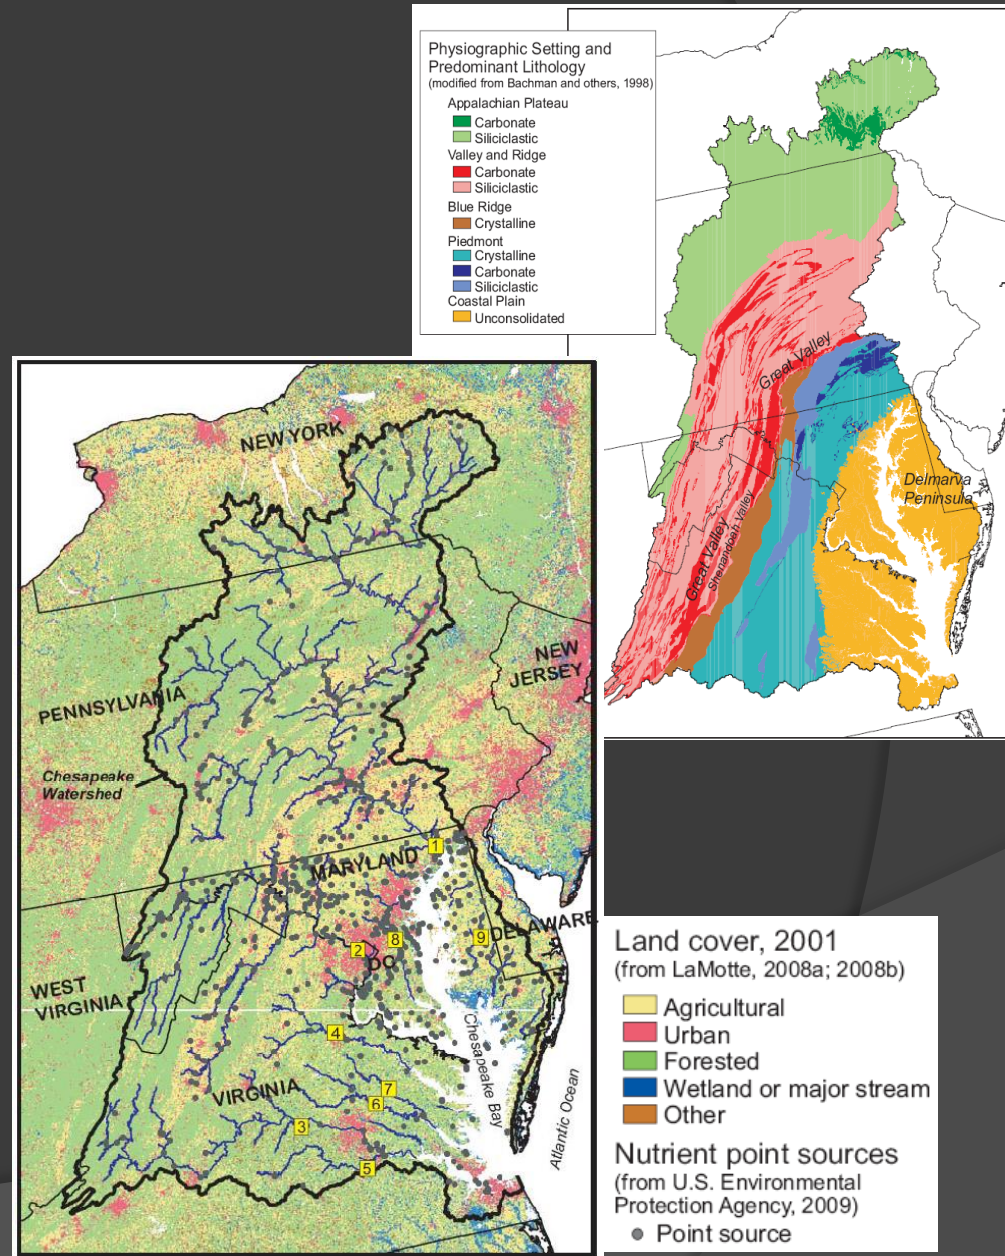 Physiographic Setting and
Predominant Lithology
(modified from Bachman and others, 1998)
Appalachian Plateau
Carbonate
Siliciclastic
Valley and Ridge
Carbonate
Siliciclastic
Blue Ridge
Crystalline
Piedmont
Crystalline
Carbonate
Siliciclastic
Coastal Plain
Unconsolidated
Great Valley
Delmarva
Peninsula
Great Valley
Shenandoah Valley
NEW YORK
PENNSYLVANIA
NEW
JERSEY
Chesapeake
Watershed
1
MARYLAND
DELAWARE
9
8
2
DC
WEST
VIRGINIA
4
Chesapeake Bay
VIRGINIA
7
6
3
5
Atlantic Ocean
Land cover, 2001
(from LaMotte, 2008a; 2008b)
Agricultural
Urban
Forested
Wetland or major stream
Other
Nutrient point sources
(from U.S. Environmental
Protection Agency, 2009)
Point source